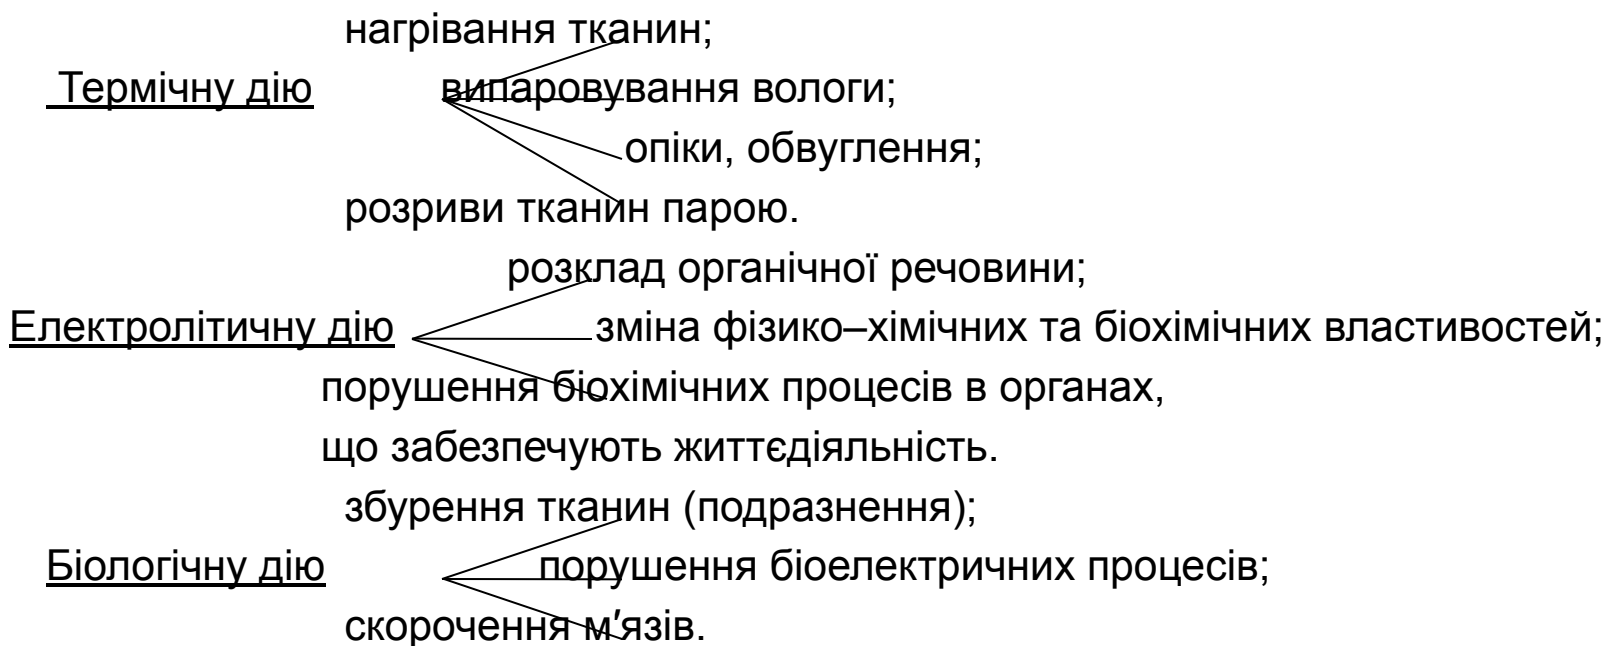 нагрівання тканин;
Термічну дію випаровування вологи;
опіки, обвуглення;
розриви тканин парою.
розклад органічної речовини;
Електролітичну дію зміна фізико–хімічних та біохімічних властивостей;
порушення біохімічних процесів в органах,
що забезпечують життєдіяльність.
збурення тканин (подразнення);
Біологічну дію порушення біоелектричних процесів;
скорочення м′язів.